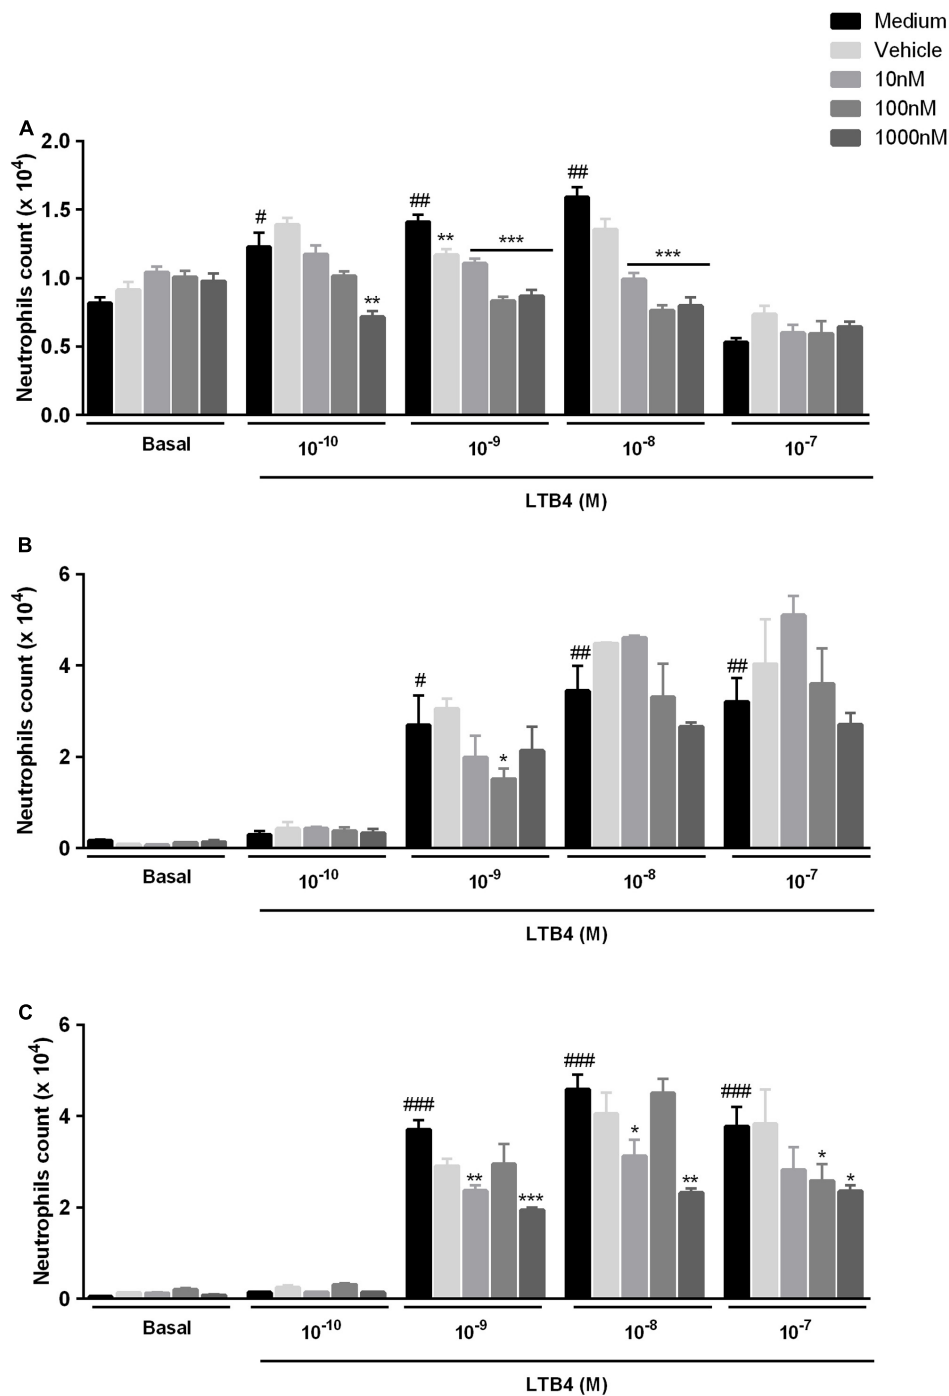 Medium
Vehicle
10nM
100nM
1000nM
A
Neutrophils count (x 10⁴)
2.0
1.5
1.0
0.5
0.0
#
**
##
**
***
##
***
Basal
10⁻¹⁰
10⁻⁹
10⁻⁸
10⁻⁷
LTB4 (M)
B
Neutrophils count (x 10⁴)
6
4
2
0
#
*
##
##
Basal
10⁻¹⁰
10⁻⁹
10⁻⁸
10⁻⁷
LTB4 (M)
C
Neutrophils count (x 10⁴)
6
4
2
0
###
**
***
###
*
**
###
*
*
Basal
10⁻¹⁰
10⁻⁹
10⁻⁸
10⁻⁷
LTB4 (M)